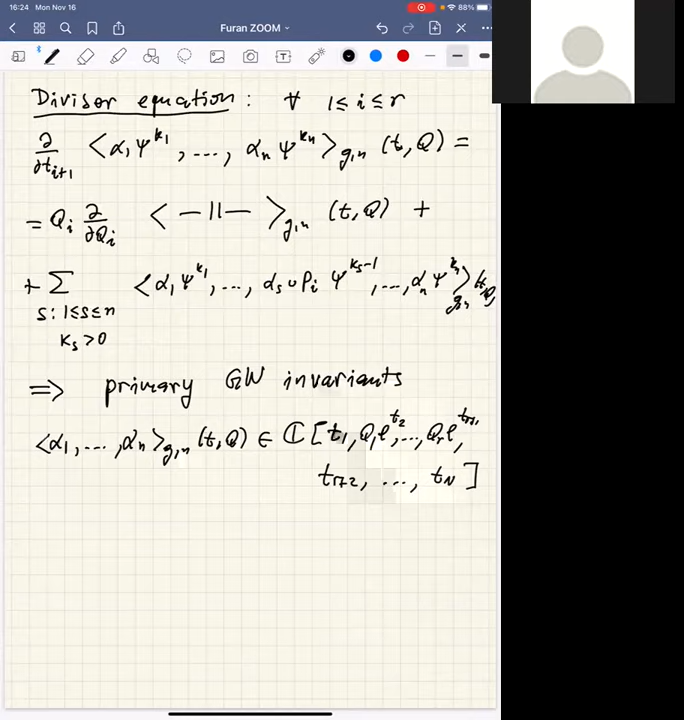 16:24 Mon Nov 16
88%
Furan ZOOM
Divisor equation : ∀ 1≤i≤r
∂/∂t_{i+1} <α_1ψ^{k_1}, ..., α_nψ^{k_n}>_{g,n} (t,Q) =
= Q_i ∂/∂Q_i < —||— >_{g,n} (t,Q) +
+ Σ_{s: 1≤s≤n, k_s>0} <α_1ψ^{k_1}, ..., α_s∪P_i ψ^{k_s-1}, ..., α_nψ^{k_n}>_{g,n} (t,Q)
⟹ primary GW invariants
<α_1, ..., α_n>_{g,n} (t,Q) ∈ ℂ[t_1, Q_1e^{t_2}, ..., Q_re^{t_{r+1}},
t_{r+2}, ..., t_N]